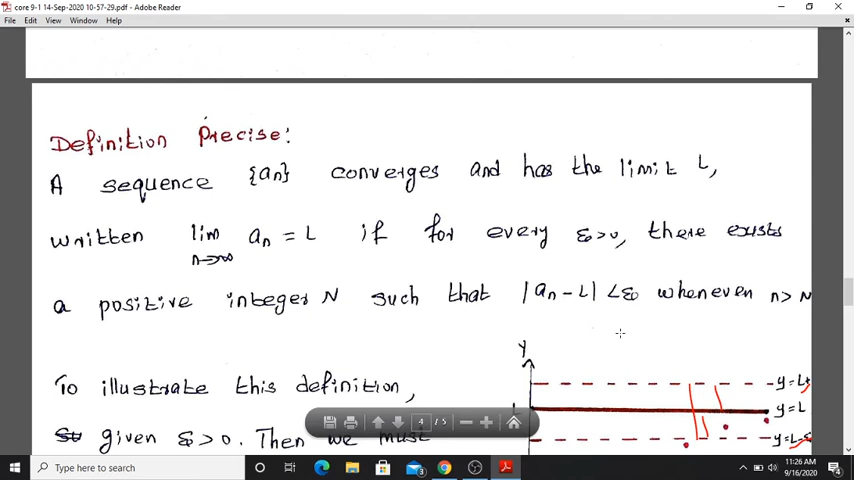 core 9-1 14-Sep-2020 10-57-29.pdf - Adobe Reader
File Edit View Window Help
Definition Precise:
A sequence {an} converges and has the limit L,
written lim n→∞ an = L if for every ε>0, there exists
a positive integer N such that |an - L| < ε whenever n > N
To illustrate this definition,
given ε>0. Then we must
Y
y = L+
y = L
y = L-ε
L
4 / 5
Type here to search
11:26 AM
9/16/2020